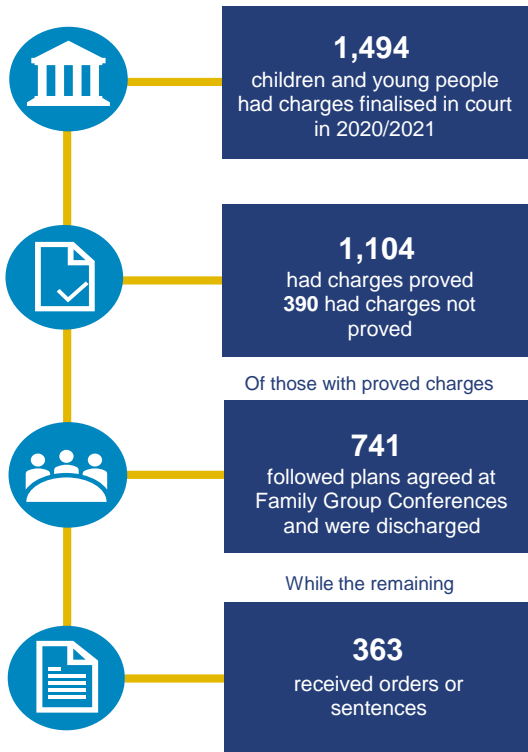 1,494
children and young people
had charges finalised in court
in 2020/2021
1,104
had charges proved
390 had charges not
proved
Of those with proved charges
741
followed plans agreed at
Family Group Conferences
and were discharged
While the remaining
363
received orders or
sentences